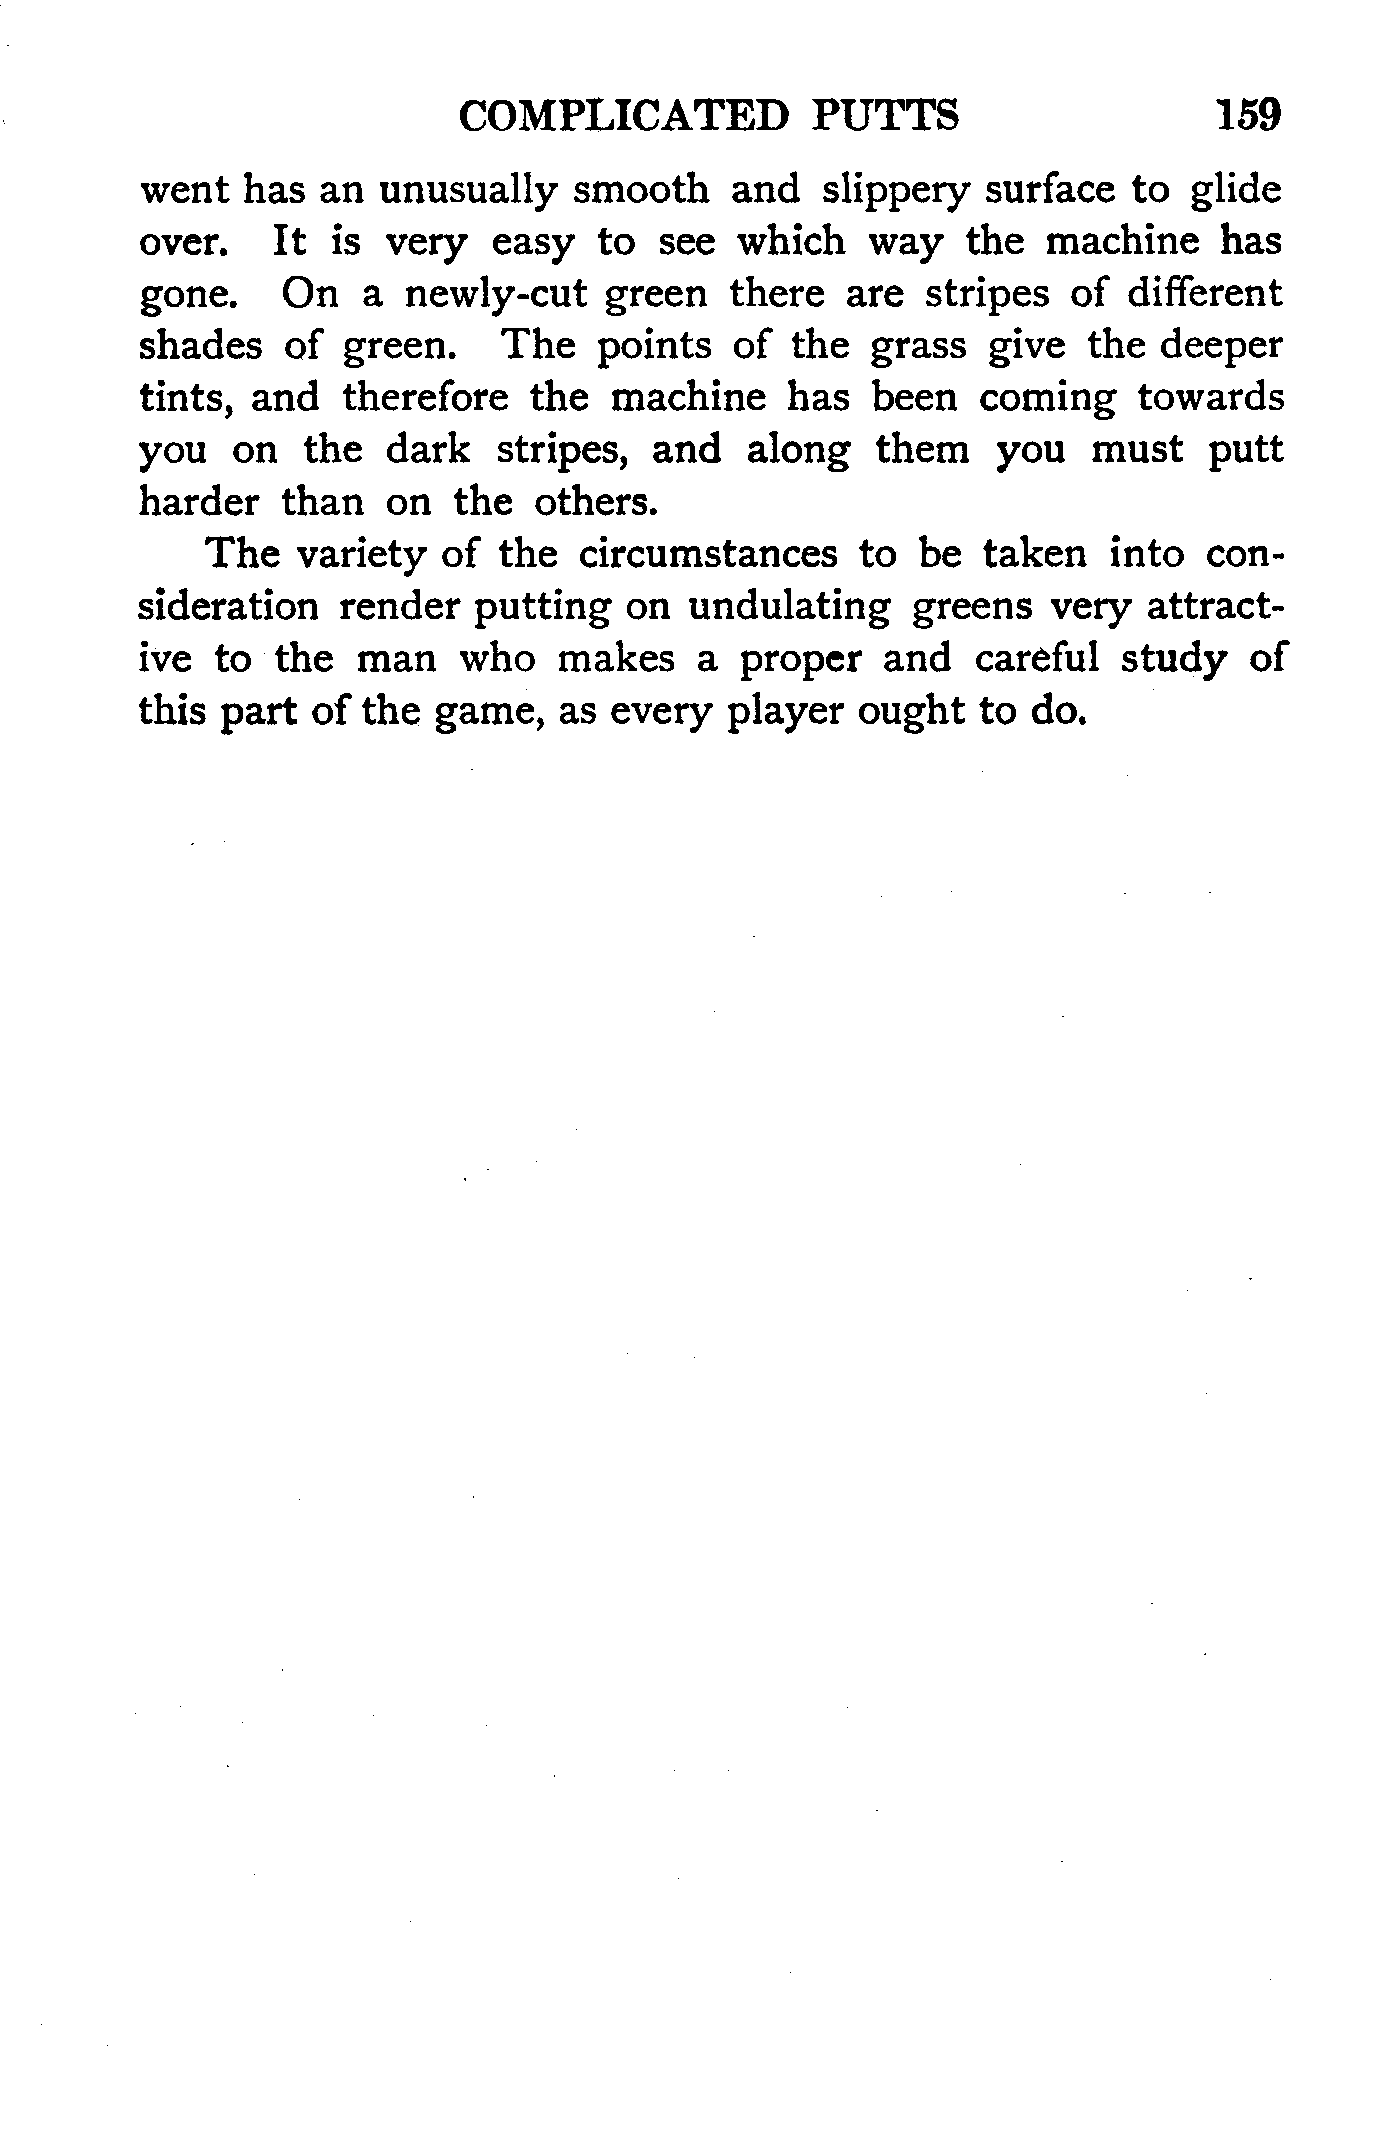 COMPLICATED PUTTS 159
went has an unusually smooth and slippery surface to glide
over. It is very easy to see which way the machine has
gone. On a newly-cut green there are stripes of different
shades of green. The points of the grass give the deeper
tints, and therefore the machine has been coming towards
you on the dark stripes, and along them you must putt
harder than on the others.
The variety of the circumstances to be taken into con-
sideration render putting on undulating greens very attract-
ive to the man who makes a proper and careful study of
this part of the game, as every player ought to do.